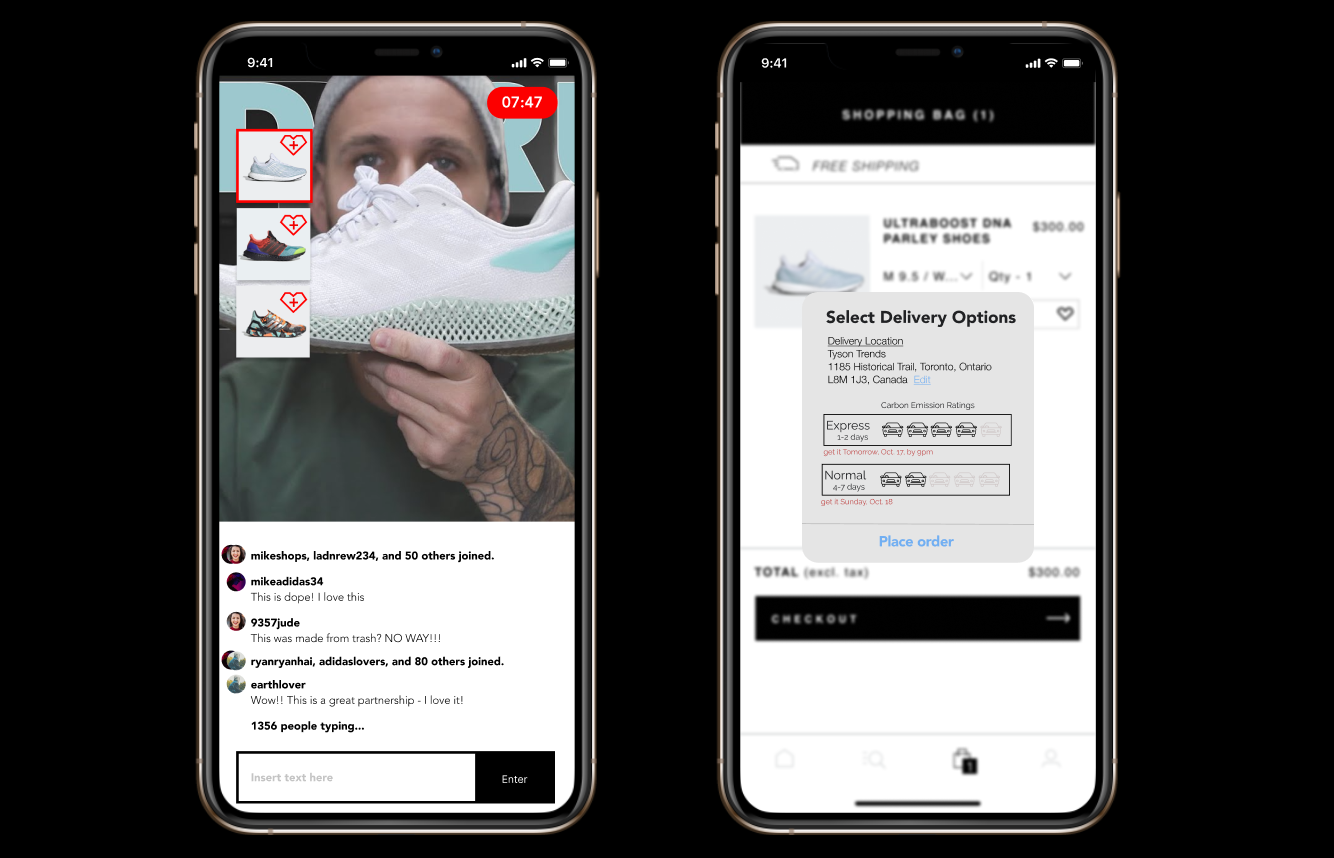 9:41
07:47
mikeshops, ladnrew234, and 50 others joined.
mikeadidas34
This is dope! I love this
9357jude
This was made from trash? NO WAY!!!
ryanryanhai, adidaslovers, and 80 others joined.
earthlover
Wow!! This is a great partnership - I love it!
1356 people typing...
Insert text here
Enter
9:41
SHOPPING BAG (1)
FREE SHIPPING
ULTRABOOST DNA
$300.00
PARLEY SHOES
M 9.5 / W...
Qty - 1
Select Delivery Options
Delivery Location
Tyson Trends
1185 Historical Trail, Toronto, Ontario
L8M 1J3, Canada Edit
Carbon Emission Ratings
Express
1-2 days
get it Tomorrow, Oct. 17, by 9pm
Normal
4-7 days
get it Sunday, Oct. 18
Place order
TOTAL (excl. tax) $300.00
CHECKOUT
1